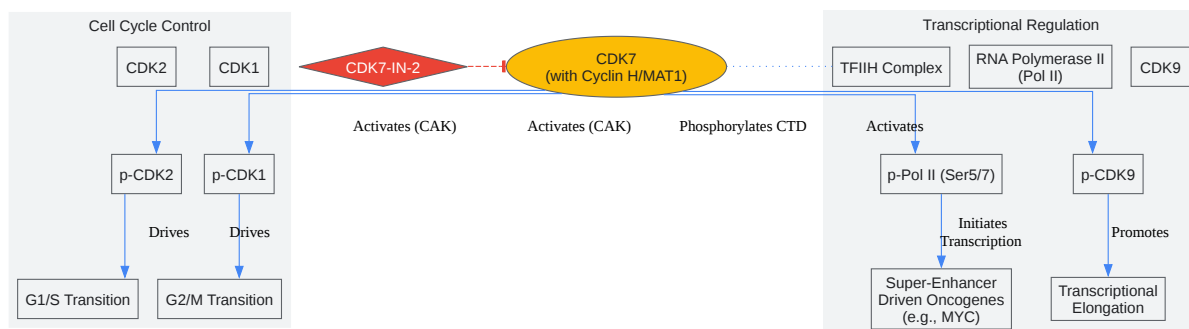 Cell Cycle Control
Transcriptional Regulation
CDK2
CDK1
CDK7-IN-2
CDK7
(with Cyclin H/MAT1)
TFIIH Complex
RNA Polymerase II
(Pol II)
CDK9
Activates (CAK)
Activates (CAK)
Phosphorylates CTD
Activates
p-CDK2
p-CDK1
p-Pol II (Ser5/7)
p-CDK9
Drives
Drives
Initiates
Transcription
Promotes
G1/S Transition
G2/M Transition
Super-Enhancer
Driven Oncogenes
(e.g., MYC)
Transcriptional
Elongation